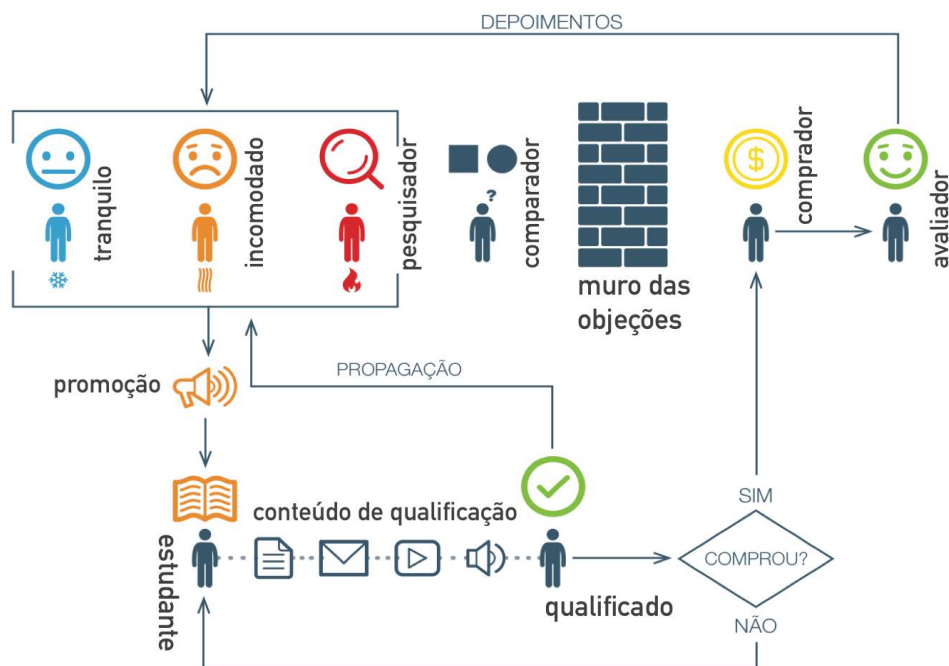 DEPOIMENTOS
tranquilo
incomodado
pesquisador
?
comparador
muro das
objeções
$
comprador
avaliador
promoção
PROPAGAÇÃO
estudante
conteúdo de qualificação
qualificado
SIM
COMPROU?
NÃO